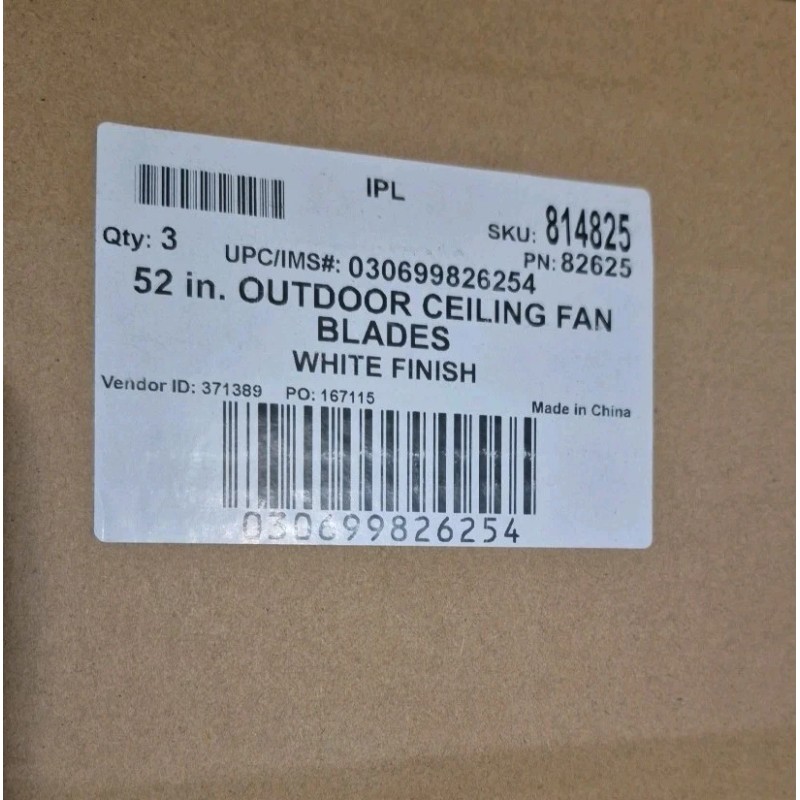 IPL
SKU: 814825
Qty: 3
UPC/IMS#: 030699826254
PN: 82625
52 in. OUTDOOR CEILING FAN
BLADES
WHITE FINISH
Vendor ID: 371389 PO: 167115
Made in China
030699826254